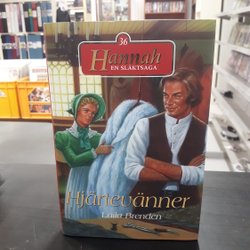 36
Hannah
EN SLÄKTSAGA
Hjärtevänner
Laila Brenden